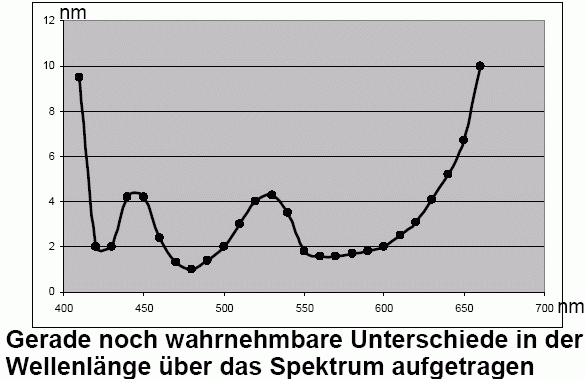 nm
12
10
8
6
4
2
0
400 450 500 550 600 650 700 nm
Gerade noch wahrnehmbare Unterschiede in der
Wellenlänge über das Spektrum aufgetragen